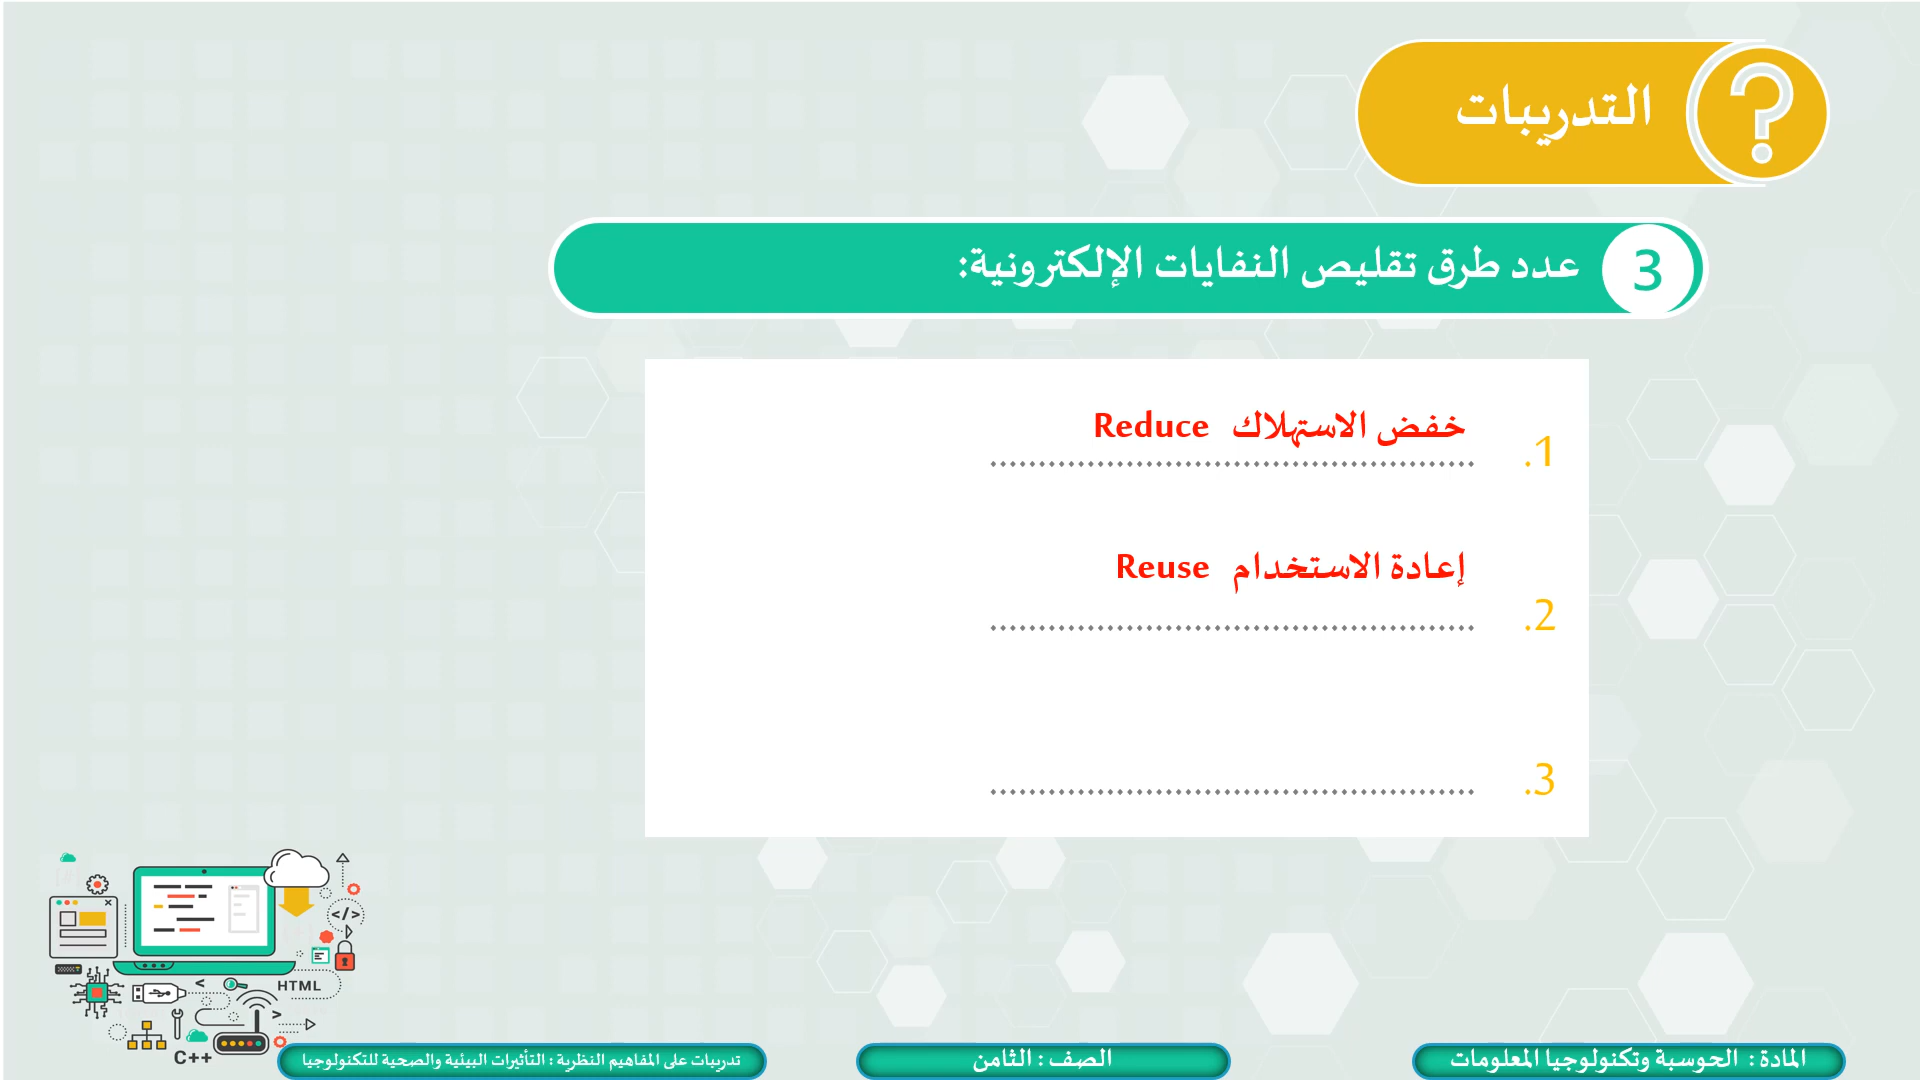 التدريبات
3 عدد طرق تقليص النفايات الإلكترونية:
1. خفض الاستهلاك Reduce
2. إعادة الاستخدام Reuse
3.
</>
HTML
C++
المادة : الحوسبة وتكنولوجيا المعلومات
الصف : الثامن
تدريبات على المفاهيم النظرية : التأثيرات البيئية والصحية للتكنولوجيا